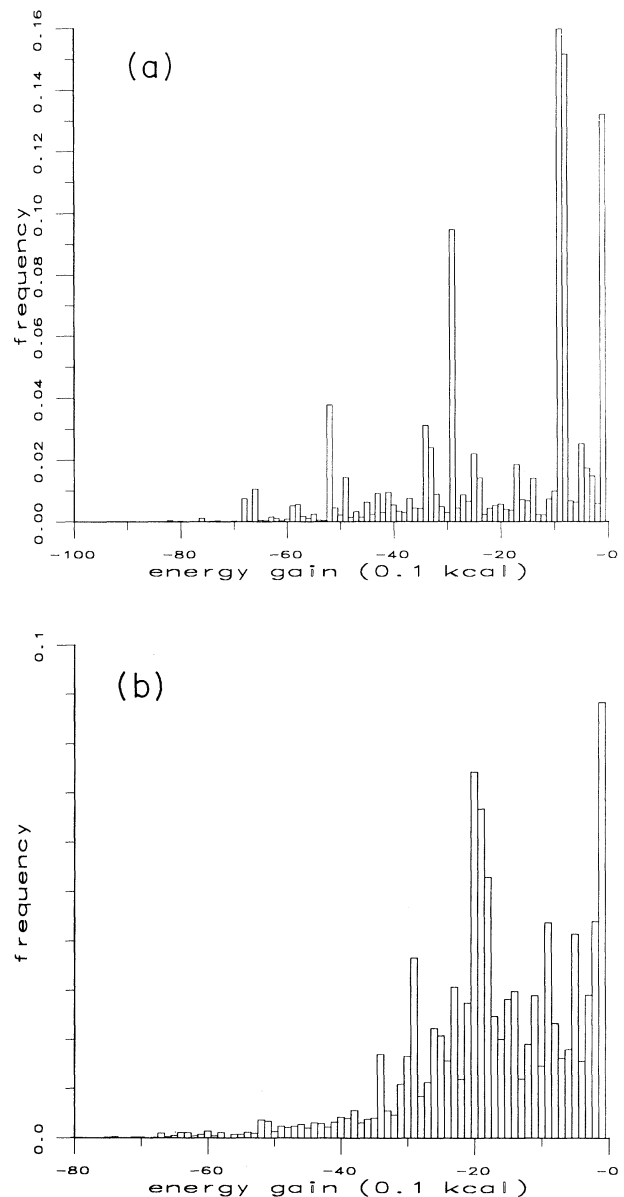 (a)
frequency
0.16
0.14
0.12
0.10
0.08
0.06
0.04
0.02
0.00
-100 -80 -60 -40 -20 -0
energy gain (0.1 kcal)
(b)
frequency
0.1
0.0
-80 -60 -40 -20 -0
energy gain (0.1 kcal)